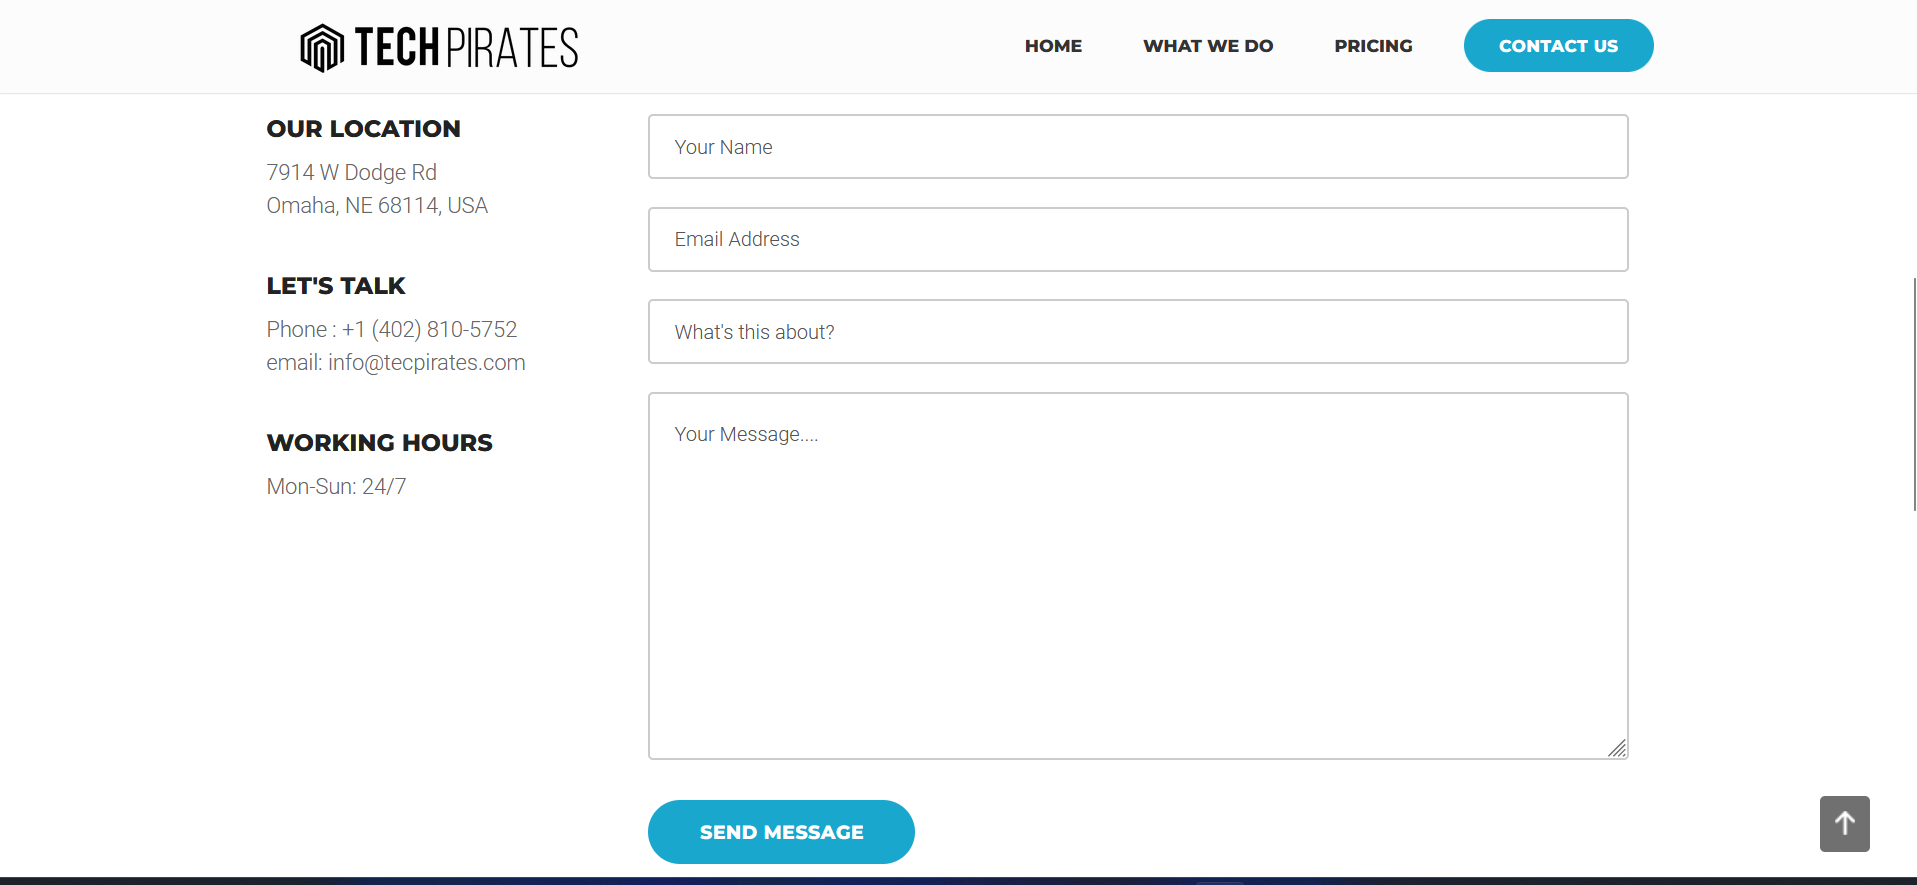 TECH PIRATES
HOME
WHAT WE DO
PRICING
CONTACT US
OUR LOCATION
7914 W Dodge Rd
Omaha, NE 68114, USA
LET'S TALK
Phone : +1 (402) 810-5752
email: info@tecpirates.com
WORKING HOURS
Mon-Sun: 24/7
Your Name
Email Address
What's this about?
Your Message....
SEND MESSAGE